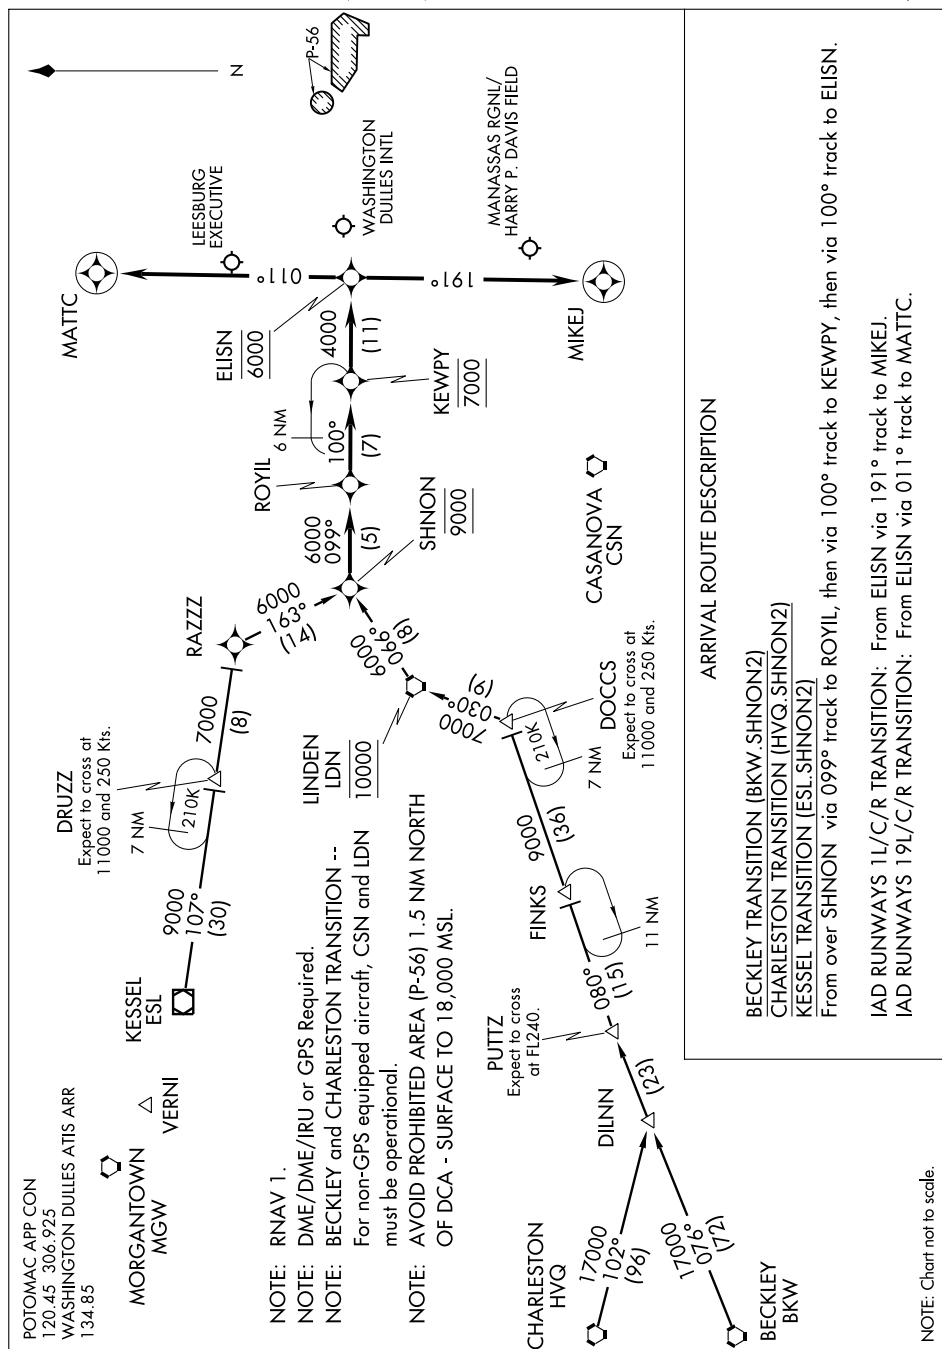 POTOMAC APP CON
120.45 306.925
WASHINGTON DULLES ATIS ARR
134.85
MORGANTOWN
MGW
VERNI
KESSEL
ESL
9000
107°
(30)
DRUZZ
Expect to cross at
11000 and 250 Kts.
7 NM
210K
7000
(8)
RAZZZ
6000
163°
(14)
NOTE: RNAV 1.
NOTE: DME/DME/IRU or GPS Required.
NOTE: BECKLEY and CHARLESTON TRANSITION --
For non-GPS equipped aircraft, CSN and LDN
must be operational.
NOTE: AVOID PROHIBITED AREA (P-56) 1.5 NM NORTH
OF DCA - SURFACE TO 18,000 MSL.
CHARLESTON
HVQ
17000
102°
(96)
BECKLEY
BKW
17000
076°
(72)
DILNN
(23)
PUTTZ
Expect to cross
at FL240.
080°
(15)
FINKS
11 NM
9000
(36)
DOCCS
Expect to cross at
11000 and 250 Kts.
7 NM
210K
7000
030°
(9)
LINDEN
LDN
10000
6000
066°
(8)
SHNON
9000
6000
099°
(5)
ROYIL
6 NM
100°
(7)
KEWPY
7000
4000
(11)
ELISN
6000
011°
191°
MATTC
MIKEJ
LEESBURG
EXECUTIVE
WASHINGTON
DULLES INTL
MANASSAS RGNL/
HARRY P. DAVIS FIELD
CASANOVA
CSN
P-56
N
ARRIVAL ROUTE DESCRIPTION
BECKLEY TRANSITION (BKW.SHNON2)
CHARLESTON TRANSITION (HVQ.SHNON2)
KESSEL TRANSITION (ESL.SHNON2)
From over SHNON via 099° track to ROYIL, then via 100° track to KEWPY, then via 100° track to ELISN.
IAD RUNWAYS 1L/C/R TRANSITION: From ELISN via 191° track to MIKEJ.
IAD RUNWAYS 19L/C/R TRANSITION: From ELISN via 011° track to MATTC.
NOTE: Chart not to scale.